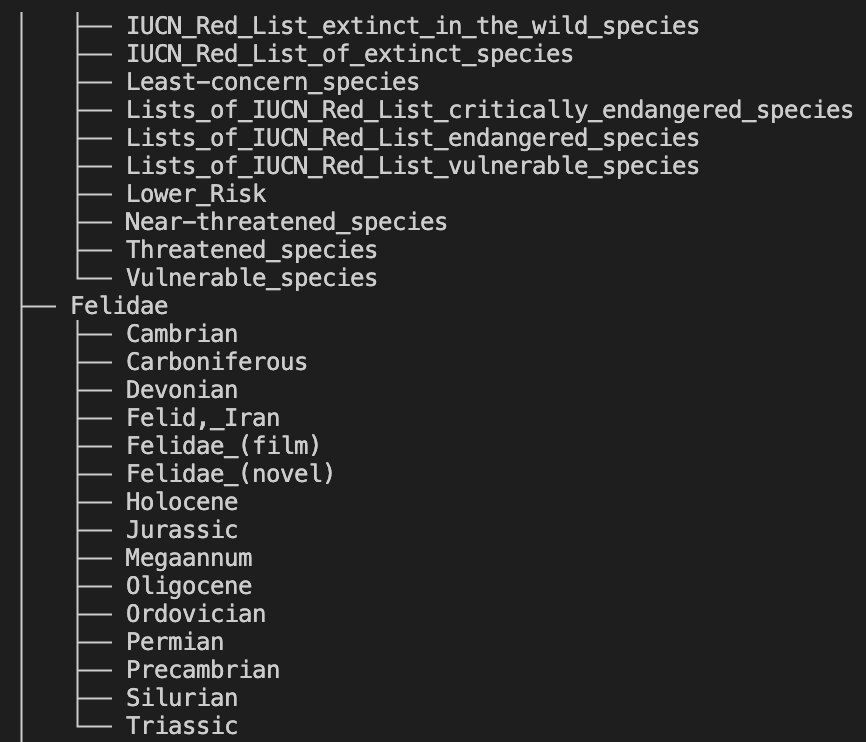 IUCN_Red_List_extinct_in_the_wild_species
IUCN_Red_List_of_extinct_species
Least-concern_species
Lists_of_IUCN_Red_List_critically_endangered_species
Lists_of_IUCN_Red_List_endangered_species
Lists_of_IUCN_Red_List_vulnerable_species
Lower_Risk
Near-threatened_species
Threatened_species
Vulnerable_species
Felidae
Cambrian
Carboniferous
Devonian
Felid,_Iran
Felidae_(film)
Felidae_(novel)
Holocene
Jurassic
Megaannum
Oligocene
Ordovician
Permian
Precambrian
Silurian
Triassic